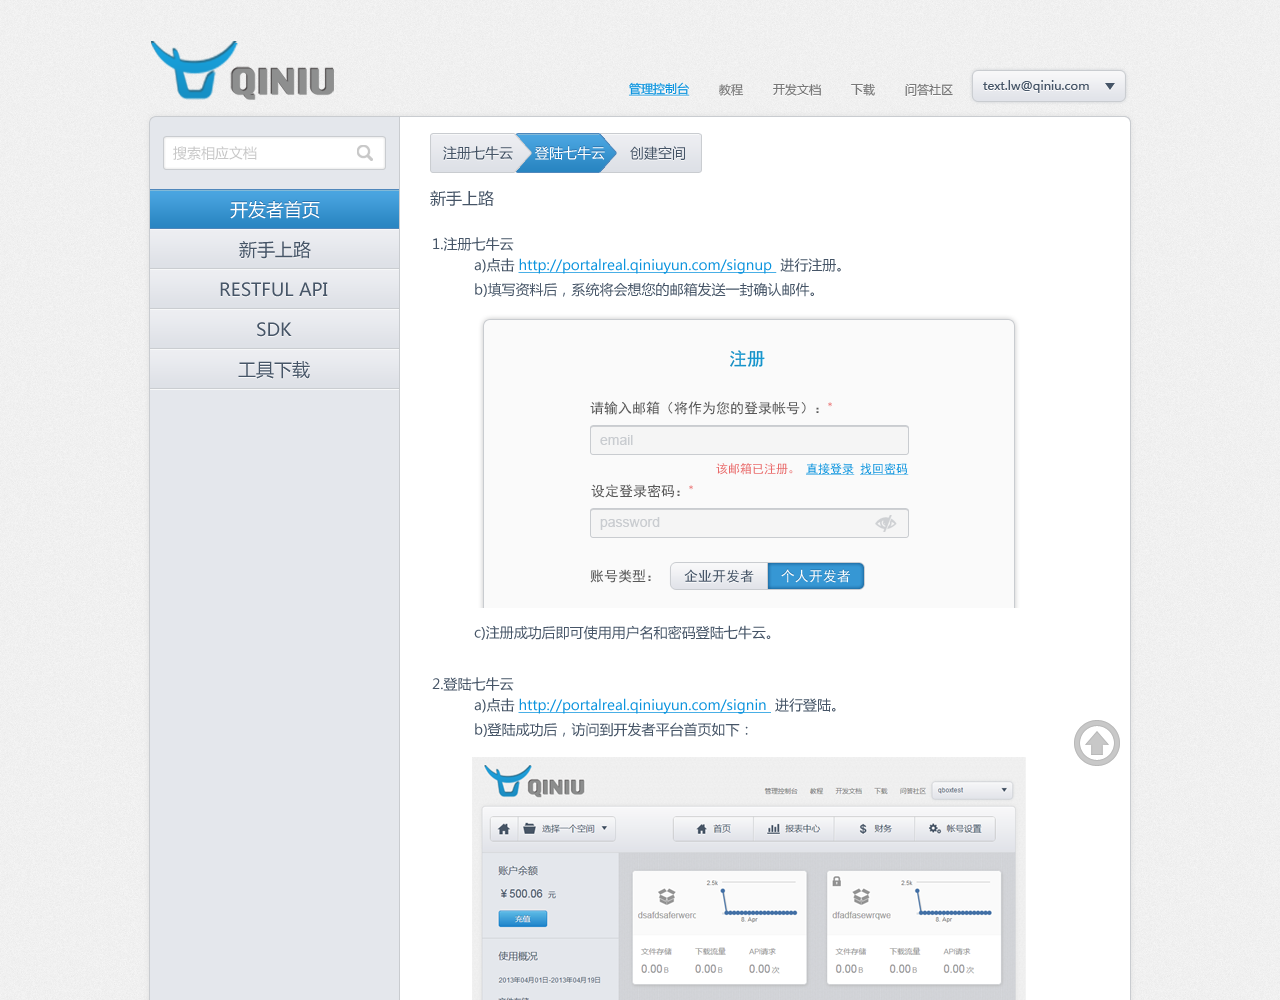 QINIU
管理控制台 教程 开发文档 下载 问答社区 text.lw@qiniu.com
搜索相应文档
开发者首页
新手上路
RESTFUL API
SDK
工具下载
注册七牛云 登陆七牛云 创建空间
新手上路
1.注册七牛云
a)点击 http://portalreal.qiniuyun.com/signup 进行注册。
b)填写资料后，系统将会想您的邮箱发送一封确认邮件。
注册
请输入邮箱（将作为您的登录帐号）：*
email
该邮箱已注册。 直接登录 找回密码
设定登录密码：*
password
账号类型： 企业开发者 个人开发者
c)注册成功后即可使用用户名和密码登陆七牛云。
2.登陆七牛云
a)点击 http://portalreal.qiniuyun.com/signin 进行登陆。
b)登陆成功后，访问到开发者平台首页如下：
QINIU
管理控制台 教程 开发文档 下载 问答社区 qboxtest
选择一个空间 首页 报表中心 $ 财务 帐号设置
账户余额
¥500.06 元
充值
使用概况
2013年04月01日-2013年04月19日
2.5k
dsafdsaferwerc
8. Apr
文件存储 下载流量 API请求
0.00 B 0.00 B 0.00 次
2.5k
dfadfasewrqwe
8. Apr
文件存储 下载流量 API请求
0.00 B 0.00 B 0.00 次